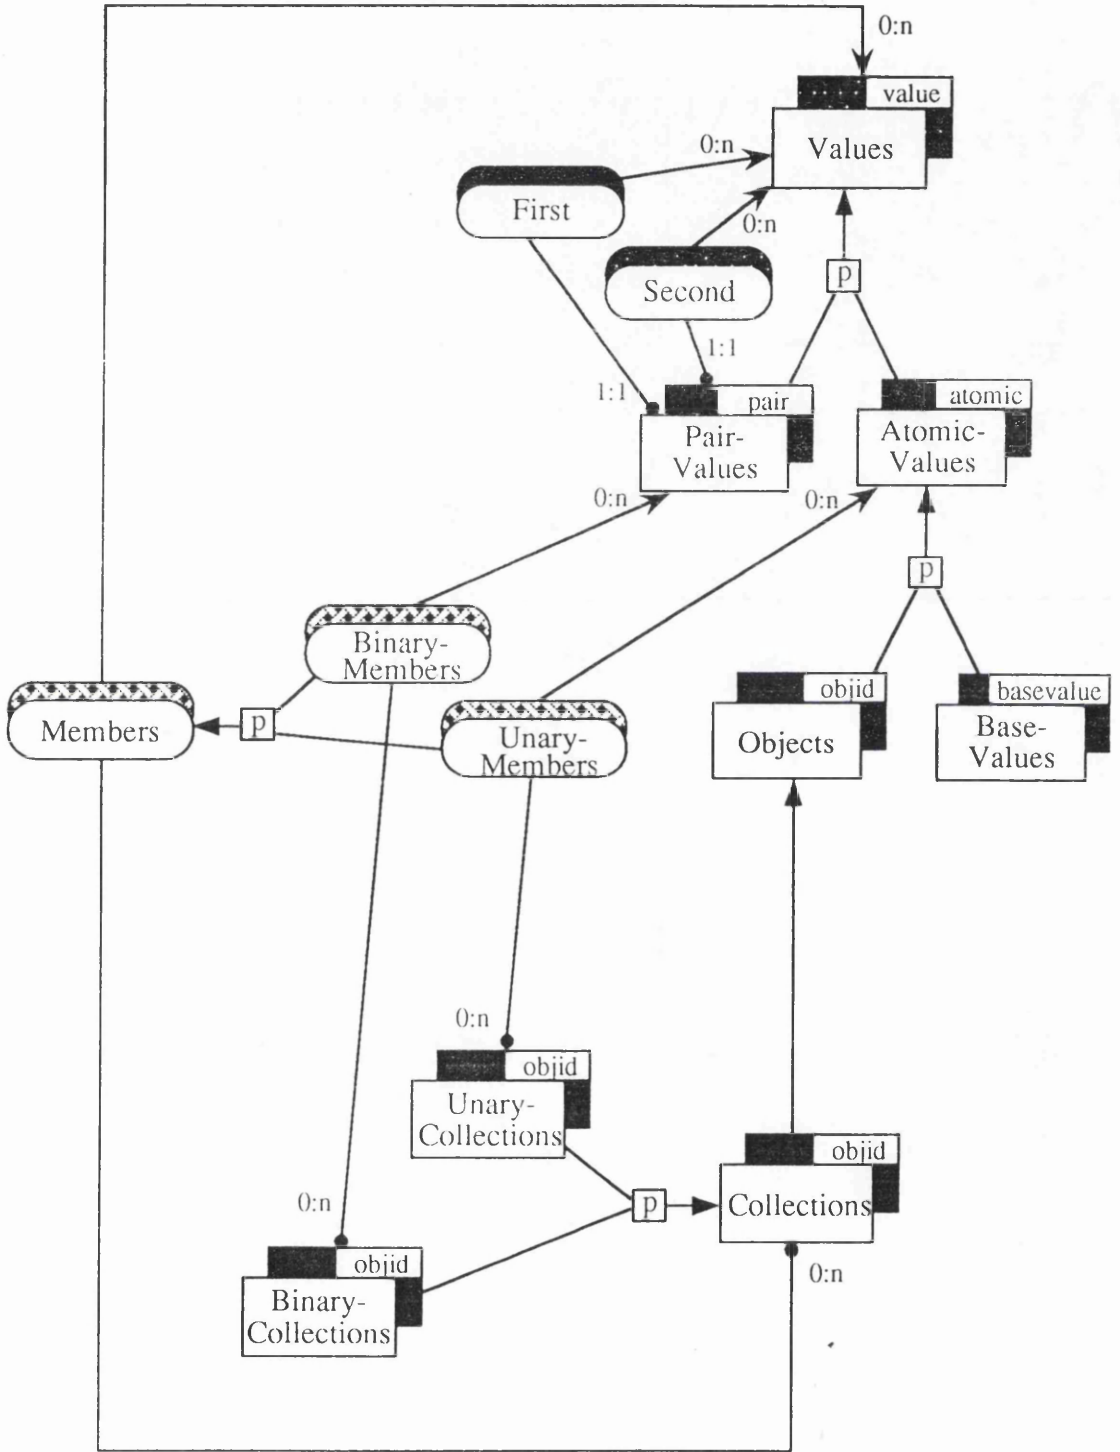 0:n
value
Values
0:n
First
0:n
Second
p
1:1
1:1
pair
Pair-
Values
atomic
Atomic-
Values
0:n
0:n
p
Binary-
Members
Members
p
Unary-
Members
objid
Objects
basevalue
Base-
Values
0:n
objid
Unary-
Collections
objid
Collections
p
0:n
objid
Binary-
Collections
0:n